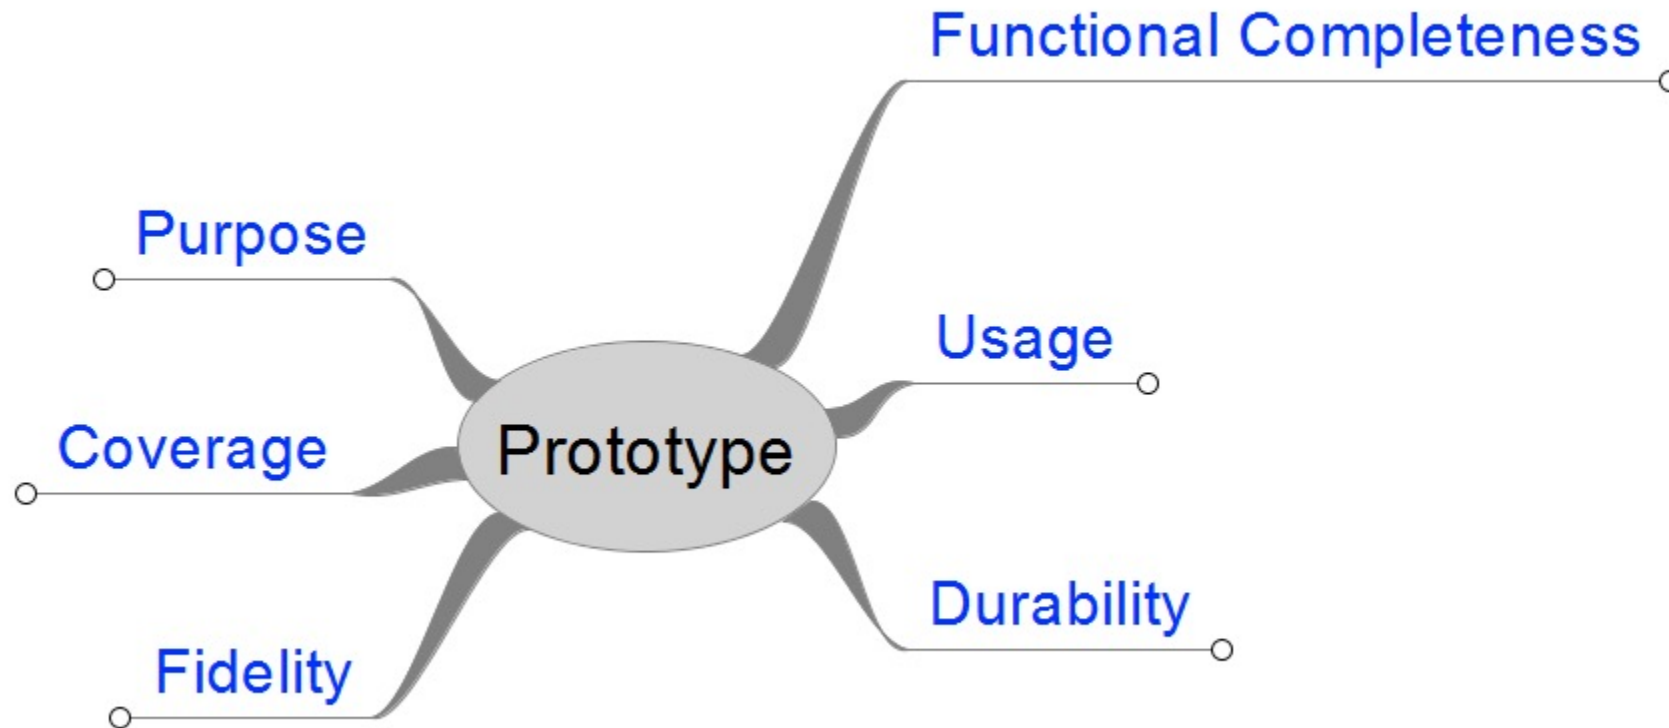 Functional Completeness
Purpose
Usage
Prototype
Coverage
Durability
Fidelity